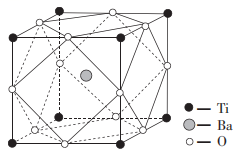 — Ti
— Ba
— O